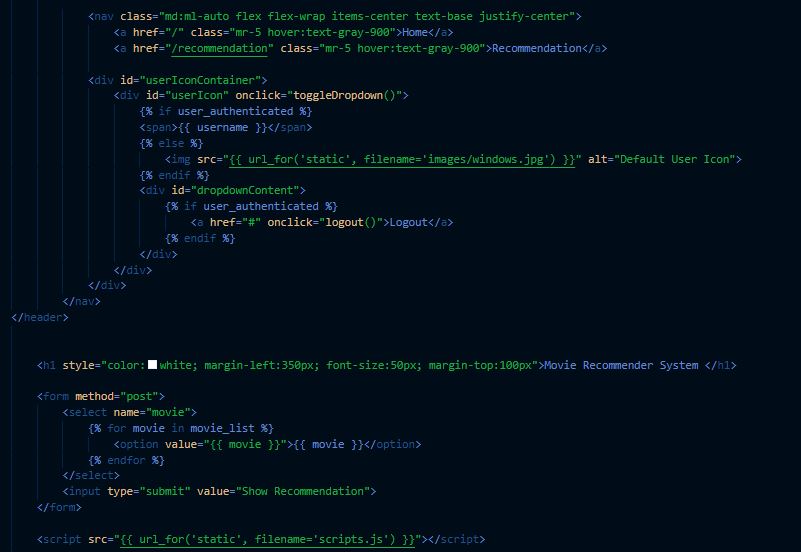 <nav class="md:ml-auto flex flex-wrap items-center text-base justify-center">
<a href="/" class="mr-5 hover:text-gray-900">Home</a>
<a href="/recommendation" class="mr-5 hover:text-gray-900">Recommendation</a>
<div id="userIconContainer">
<div id="userIcon" onclick="toggleDropdown()">
{% if user_authenticated %}
<span>{{ username }}</span>
{% else %}
<img src="{{ url_for('static', filename='images/windows.jpg') }}" alt="Default User Icon">
{% endif %}
<div id="dropdownContent">
{% if user_authenticated %}
<a href="#" onclick="logout()">Logout</a>
{% endif %}
</div>
</div>
</div>
</nav>
</header>
<h1 style="color:white; margin-left:350px; font-size:50px; margin-top:100px">Movie Recommender System </h1>
<form method="post">
<select name="movie">
{% for movie in movie_list %}
<option value="{{ movie }}">{{ movie }}</option>
{% endfor %}
</select>
<input type="submit" value="Show Recommendation">
</form>
<script src="{{ url_for('static', filename='scripts.js') }}"></script>